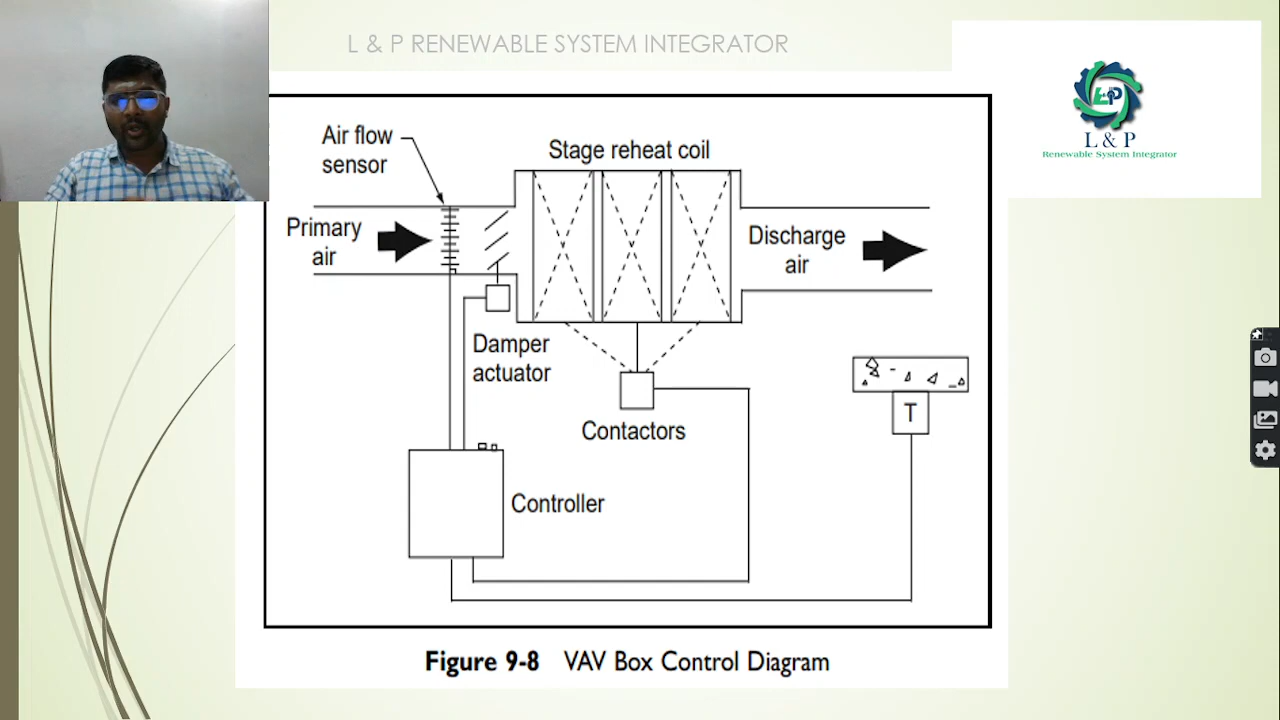 L & P RENEWABLE SYSTEM INTEGRATOR
L&P
L & P
Renewable System Integrator
Air flow
sensor
Stage reheat coil
Primary
air
Discharge
air
Damper
actuator
Contactors
T
Controller
Figure 9-8 VAV Box Control Diagram